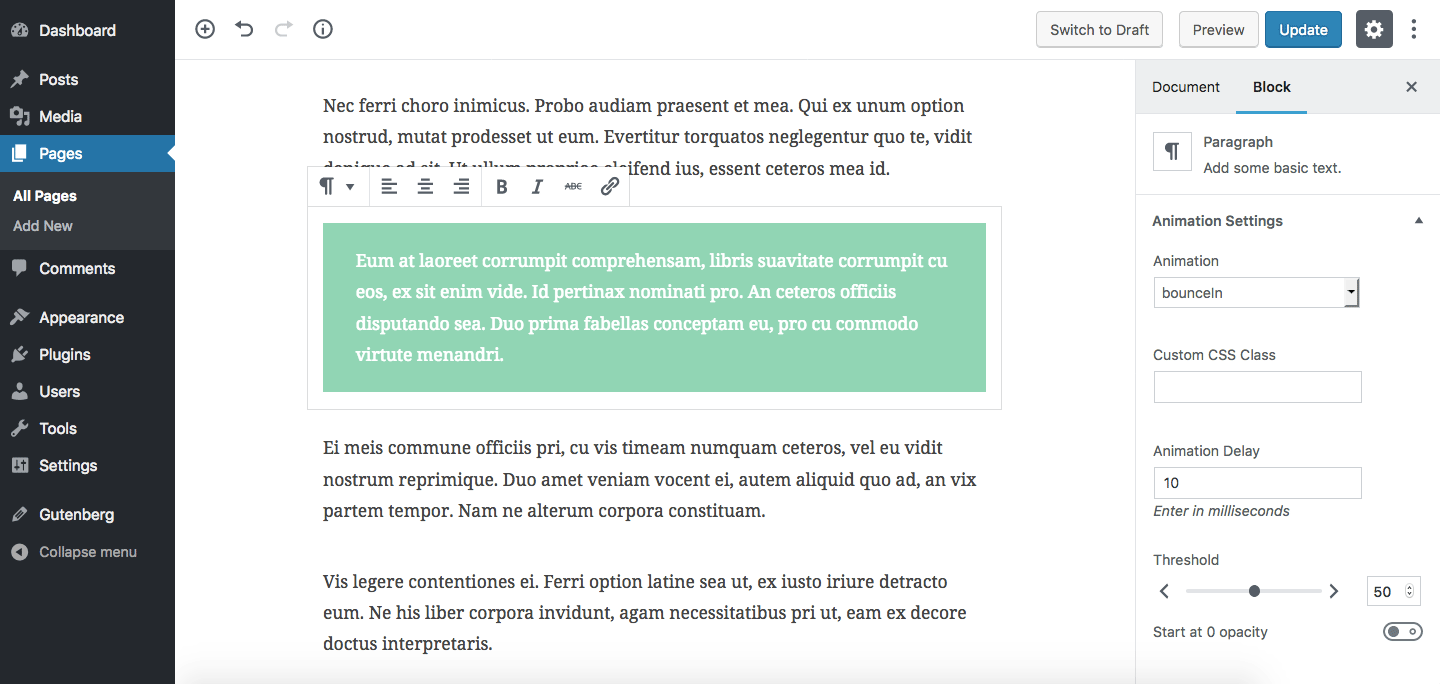 Dashboard
Posts
Media
Pages
All Pages
Add New
Comments
Appearance
Plugins
Users
Tools
Settings
Gutenberg
Collapse menu
Switch to Draft
Preview
Update
Nec ferri choro inimicus. Probo audiam praesent et mea. Qui ex unum option
nostrud, mutat prodesset ut eum. Evertitur torquatos neglegentur quo te, vidit
denique ad sit. Ut ullum propriae eleifend ius, essent ceteros mea id.
B I ABC
Eum at laoreet corrumpit comprehensam, libris suavitate corrumpit cu
eos, ex sit enim vide. Id pertinax nominati pro. An ceteros officiis
disputando sea. Duo prima fabellas conceptam eu, pro cu commodo
virtute menandri.
Ei meis commune officiis pri, cu vis timeam numquam ceteros, vel eu vidit
nostrum reprimique. Duo amet veniam vocent ei, autem aliquid quo ad, an vix
partem tempor. Nam ne alterum corpora constituam.
Vis legere contentiones ei. Ferri option latine sea ut, ex iusto iriure detracto
eum. Ne his liber corpora invidunt, agam necessitatibus pri ut, eam ex decore
doctus interpretaris.
Document Block
¶
Paragraph
Add some basic text.
Animation Settings
Animation
bounceIn
Custom CSS Class
Animation Delay
10
Enter in milliseconds
Threshold
50
Start at 0 opacity